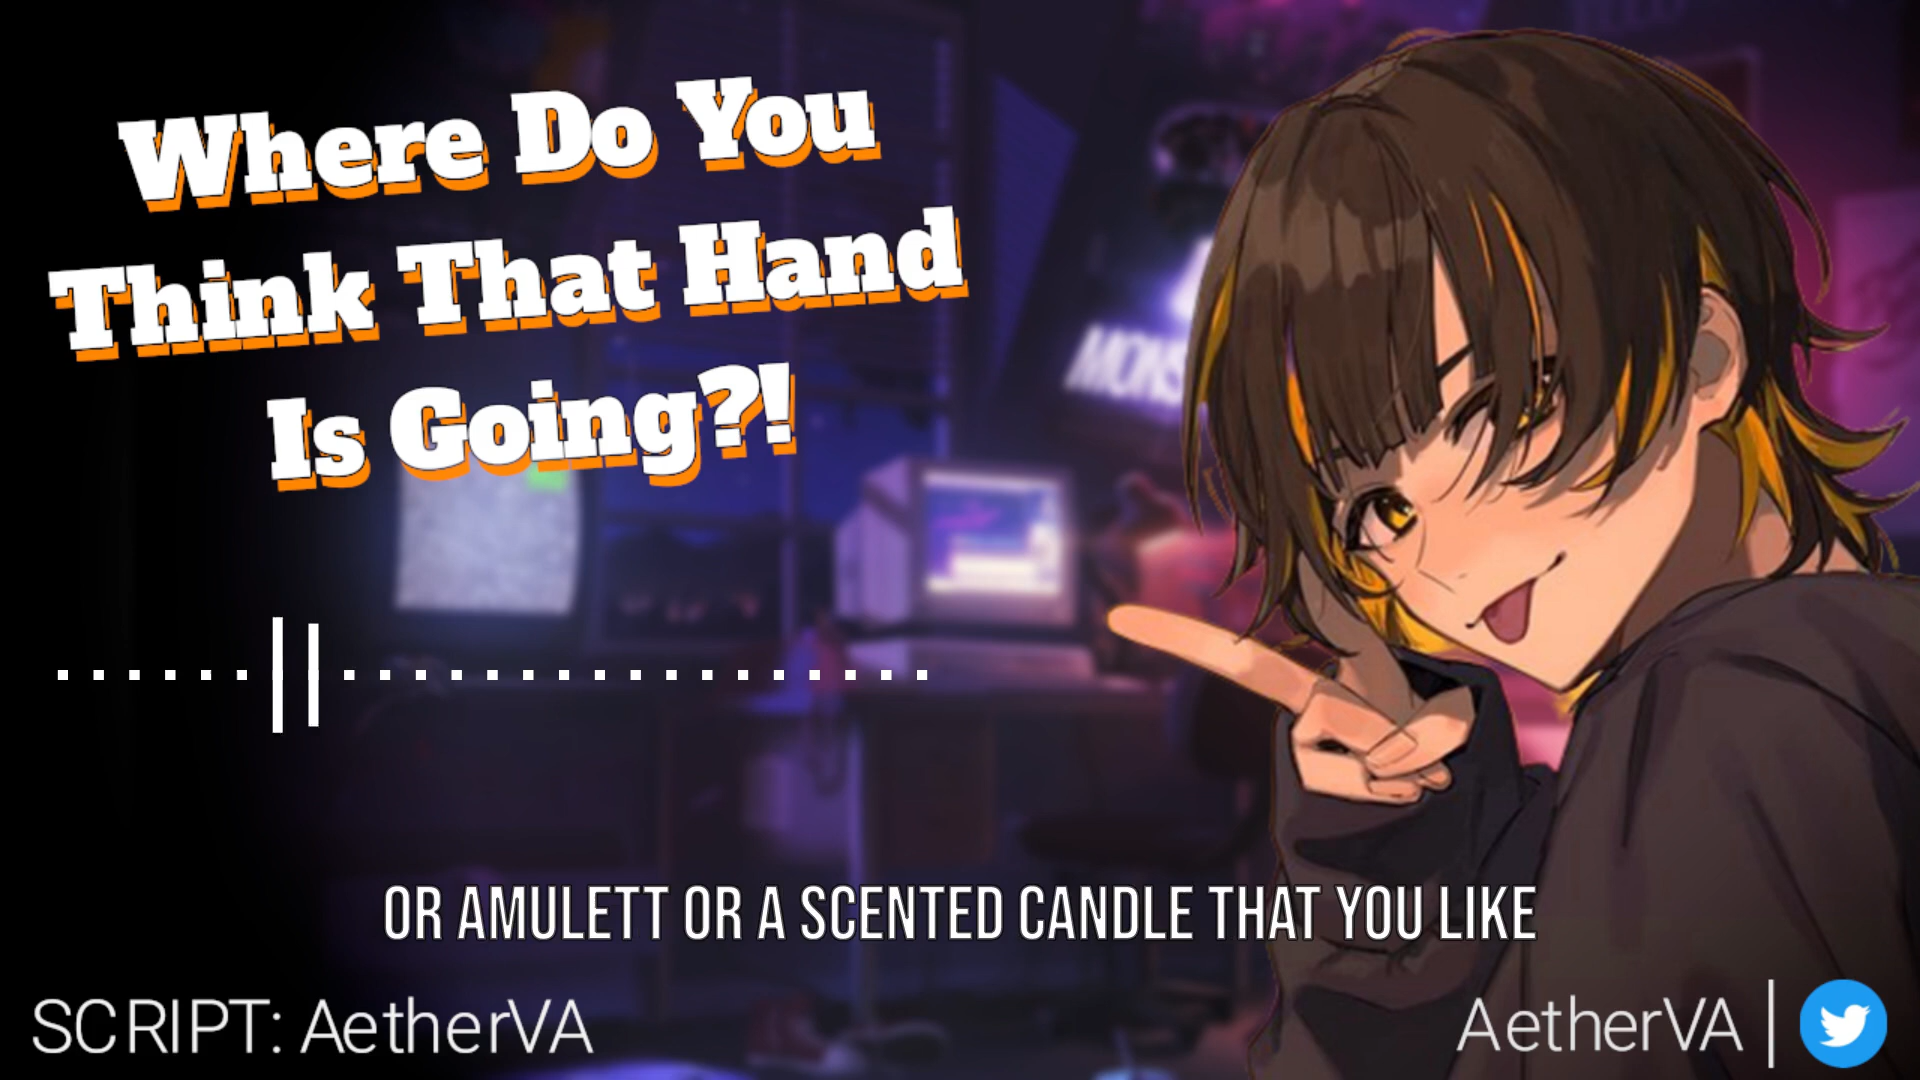 Where Do You
Think That Hand
Is Going?!
MONS
OR AMULETT OR A SCENTED CANDLE THAT YOU LIKE
SCRIPT: AetherVA
AetherVA